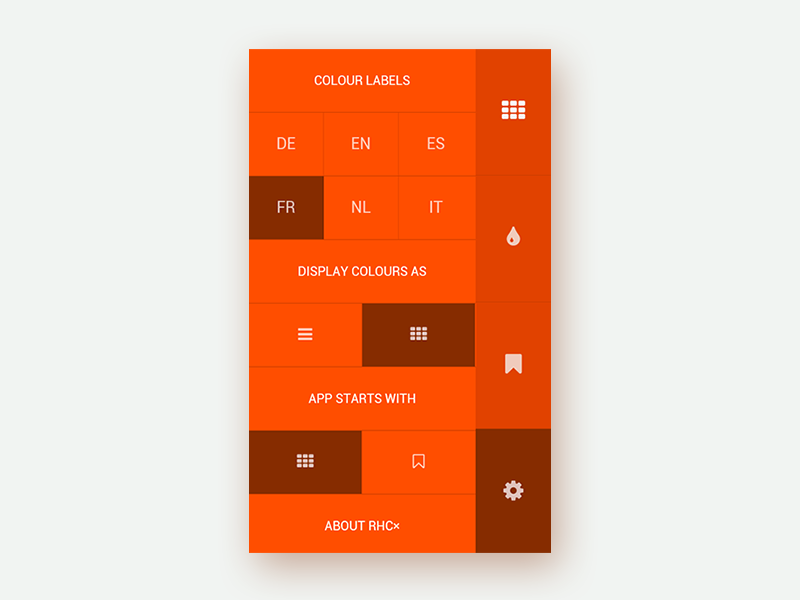 COLOUR LABELS
DE EN ES
FR NL IT
DISPLAY COLOURS AS
APP STARTS WITH
ABOUT RHC×